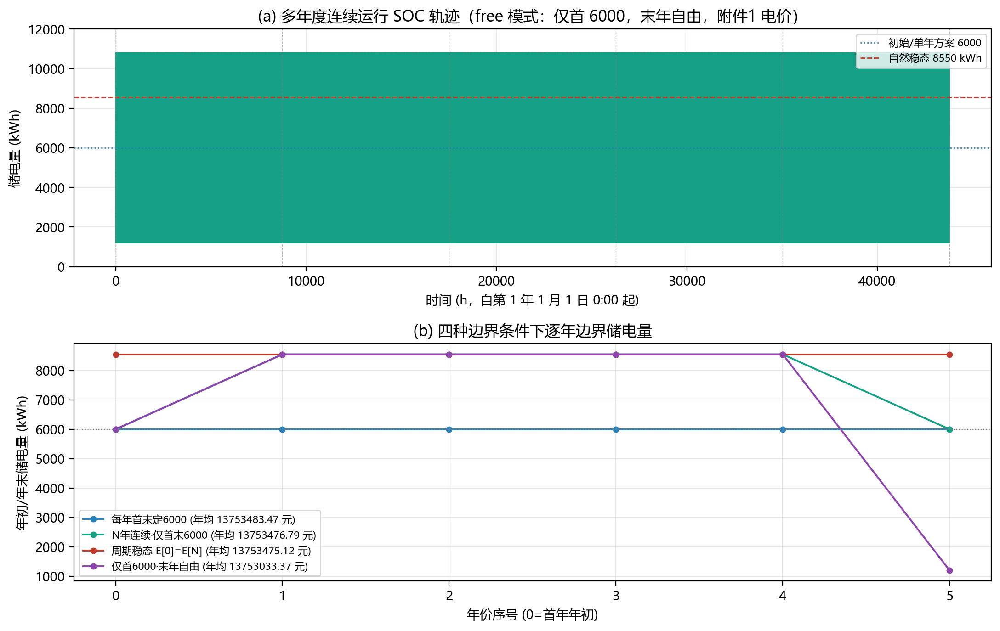 (a) 多年度连续运行 SOC 轨迹（free 模式：仅首 6000，末年自由，附件1 电价）
12000
10000
8000
6000
4000
2000
0
储电量 (kWh)
初始/单年方案 6000
自然稳态 8550 kWh
0
10000
20000
30000
40000
时间 (h，自第 1 年 1 月 1 日 0:00 起)
(b) 四种边界条件下逐年边界储电量
8000
7000
6000
5000
4000
3000
2000
1000
年初/年末储电量 (kWh)
每年首末定6000 (年均 13753483.47 元)
N年连续·仅首末6000 (年均 13753476.79 元)
周期稳态 E[0]=E[N] (年均 13753475.12 元)
仅首6000·末年自由 (年均 13753033.37 元)
0
1
2
3
4
5
年份序号 (0=首年年初)